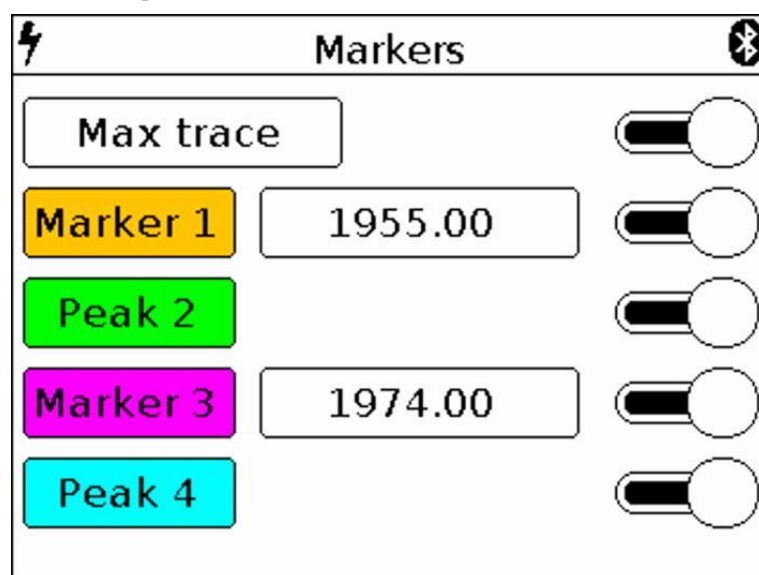 Markers
Max trace
Marker 1 1955.00
Peak 2
Marker 3 1974.00
Peak 4